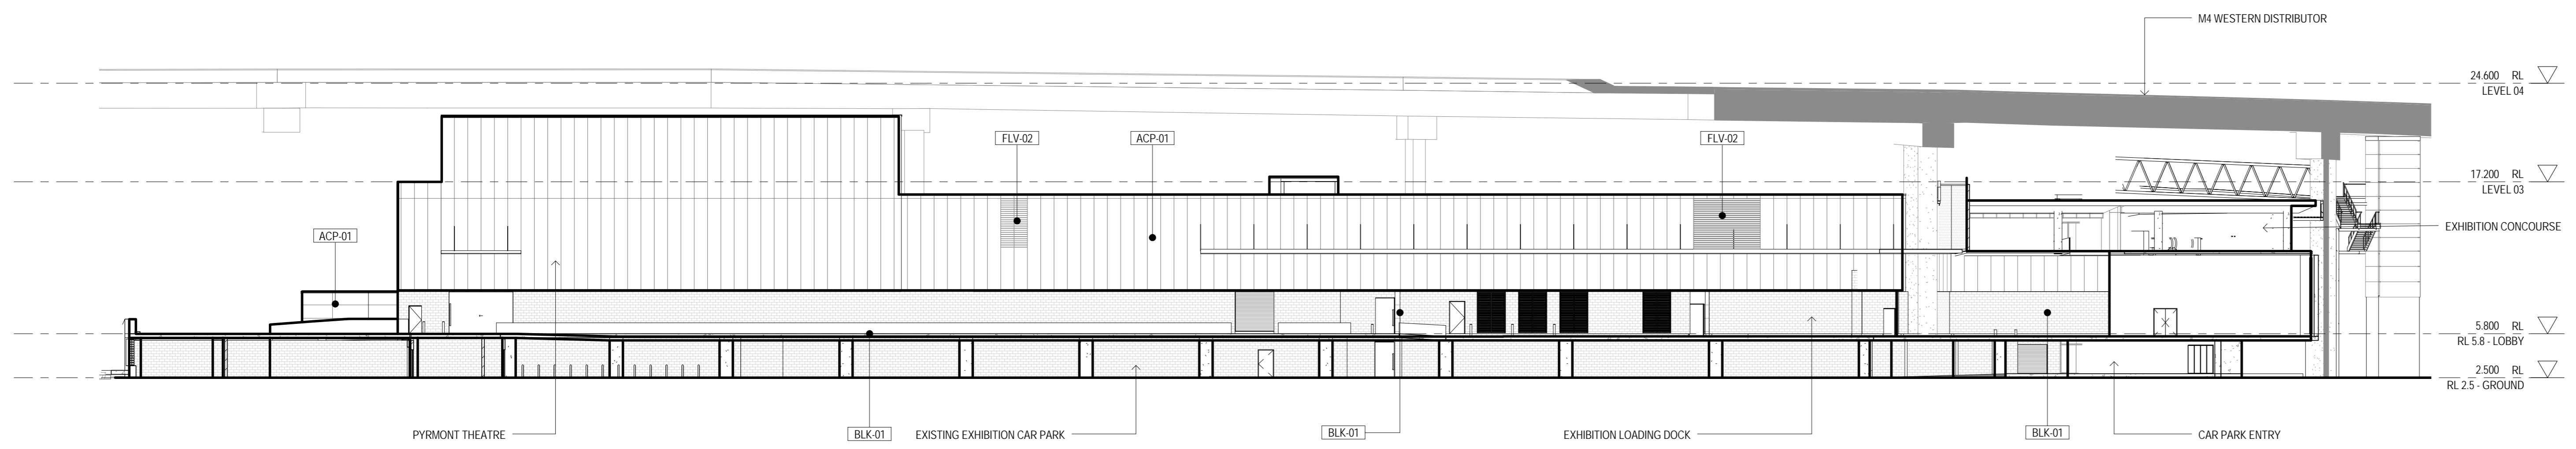 M4 WESTERN DISTRIBUTOR
24.600 RL
LEVEL 04
FLV-02
ACP-01
FLV-02
17.200 RL
LEVEL 03
ACP-01
EXHIBITION CONCOURSE
5.800 RL
RL 5.8 - LOBBY
2.500 RL
RL 2.5 - GROUND
PYRMONT THEATRE
BLK-01
EXISTING EXHIBITION CAR PARK
BLK-01
EXHIBITION LOADING DOCK
BLK-01
CAR PARK ENTRY